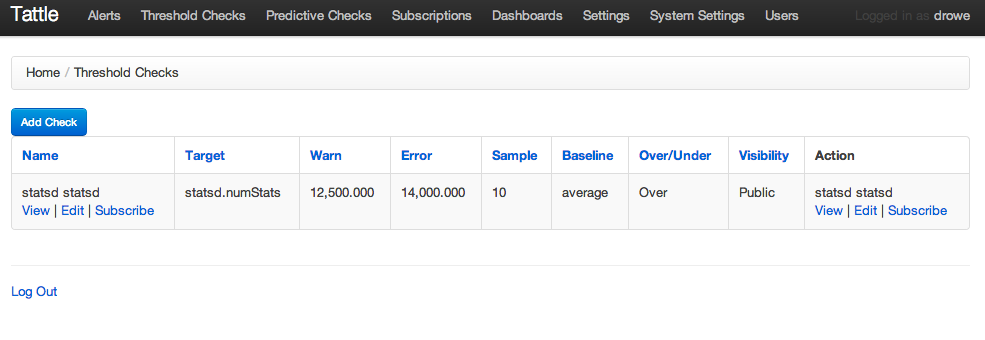 Tattle Alerts Threshold Checks Predictive Checks Subscriptions Dashboards Settings System Settings Users Logged in as drowe
Home / Threshold Checks
Add Check
Name Target Warn Error Sample Baseline Over/Under Visibility Action
statsd statsd statsd.numStats 12,500.000 14,000.000 10 average Over Public statsd statsd
View | Edit | Subscribe View | Edit | Subscribe
Log Out